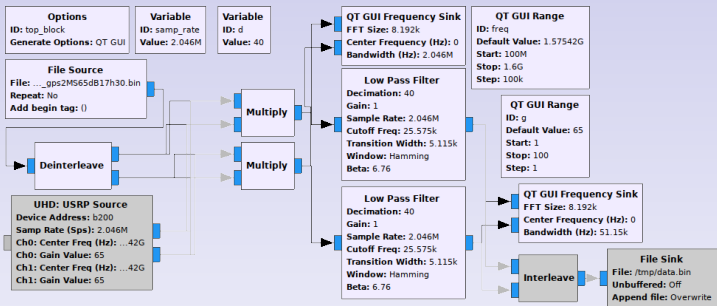 Options
ID: top_block
Generate Options: QT GUI
Variable
ID: samp_rate
Value: 2.046M
Variable
ID: d
Value: 40
QT GUI Frequency Sink
FFT Size: 8.192k
Center Frequency (Hz): 0
Bandwidth (Hz): 2.046M
QT GUI Range
ID: freq
Default Value: 1.57542G
Start: 100M
Stop: 1.6G
Step: 100k
File Source
File: ..._gps2MS65dB17h30.bin
Repeat: No
Add begin tag: ()
Multiply
Low Pass Filter
Decimation: 40
Gain: 1
Sample Rate: 2.046M
Cutoff Freq: 25.575k
Transition Width: 5.115k
Window: Hamming
Beta: 6.76
QT GUI Range
ID: g
Default Value: 65
Start: 1
Stop: 100
Step: 1
Deinterleave
Multiply
UHD: USRP Source
Device Address: b200
Samp Rate (Sps): 2.046M
Ch0: Center Freq (Hz): ...42G
Ch0: Gain Value: 65
Ch1: Center Freq (Hz): ...42G
Ch1: Gain Value: 65
Low Pass Filter
Decimation: 40
Gain: 1
Sample Rate: 2.046M
Cutoff Freq: 25.575k
Transition Width: 5.115k
Window: Hamming
Beta: 6.76
QT GUI Frequency Sink
FFT Size: 8.192k
Center Frequency (Hz): 0
Bandwidth (Hz): 51.15k
Interleave
File Sink
File: /tmp/data.bin
Unbuffered: Off
Append file: Overwrite